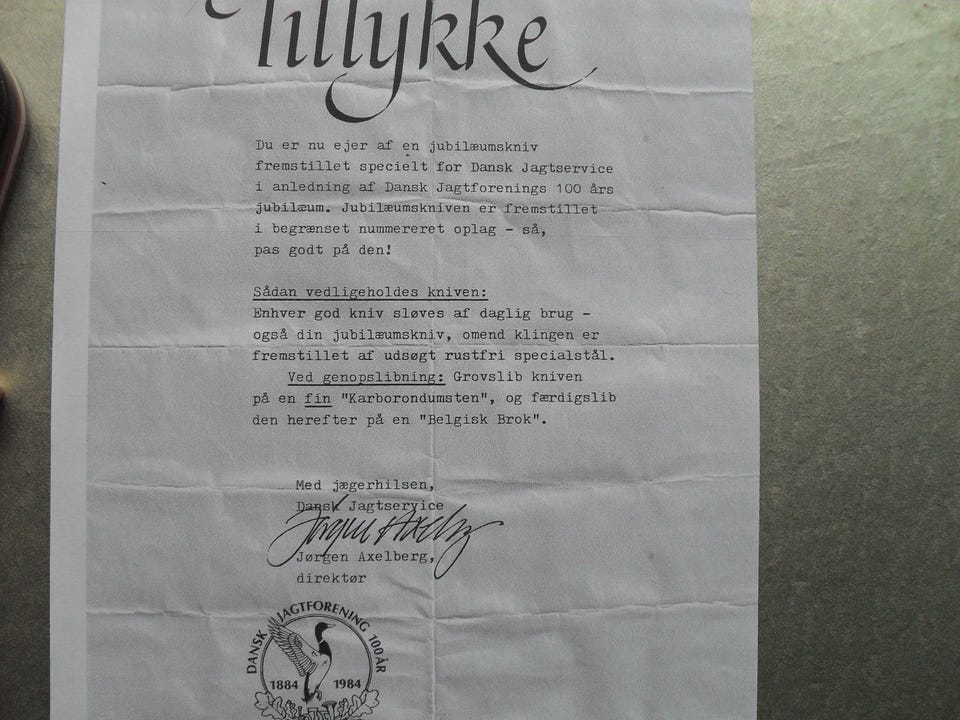 Tillykke
Du er nu ejer af en jubilæumskniv
fremstillet specielt for Dansk Jagtservice
i anledning af Dansk Jagtforenings 100 års
jubilæum. Jubilæumskniven er fremstillet
i begrænset nummereret oplag - så,
pas godt på den!
Sådan vedligeholdes kniven:
Enhver god kniv sløves af daglig brug -
også din jubilæumskniv, omend klingen er
fremstillet af udsøgt rustfri specialstål.
Ved genopslibning: Grovslib kniven
på en fin "Karborondumsten", og færdigslib
den herefter på en "Belgisk Brok".
Med jægerhilsen,
Dansk Jagtservice
Jørgen Axelberg
Jørgen Axelberg,
direktør
DANSK JAGTFORENING 100 ÅR
1884 1984